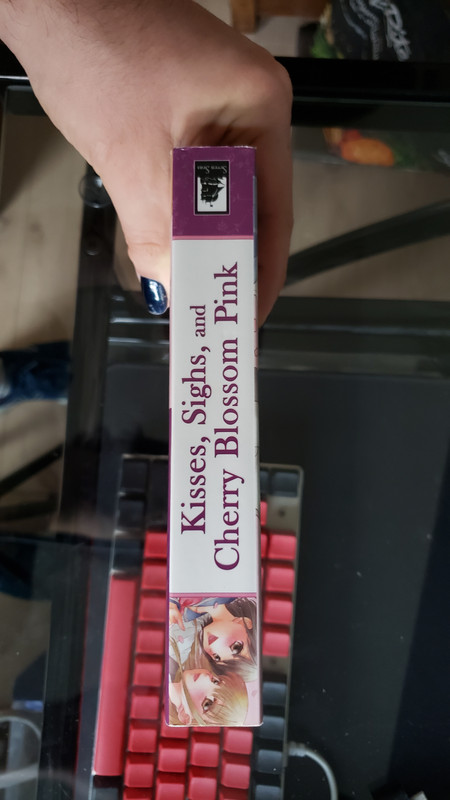 Kisses, Sighs, and
Cherry Blossom Pink